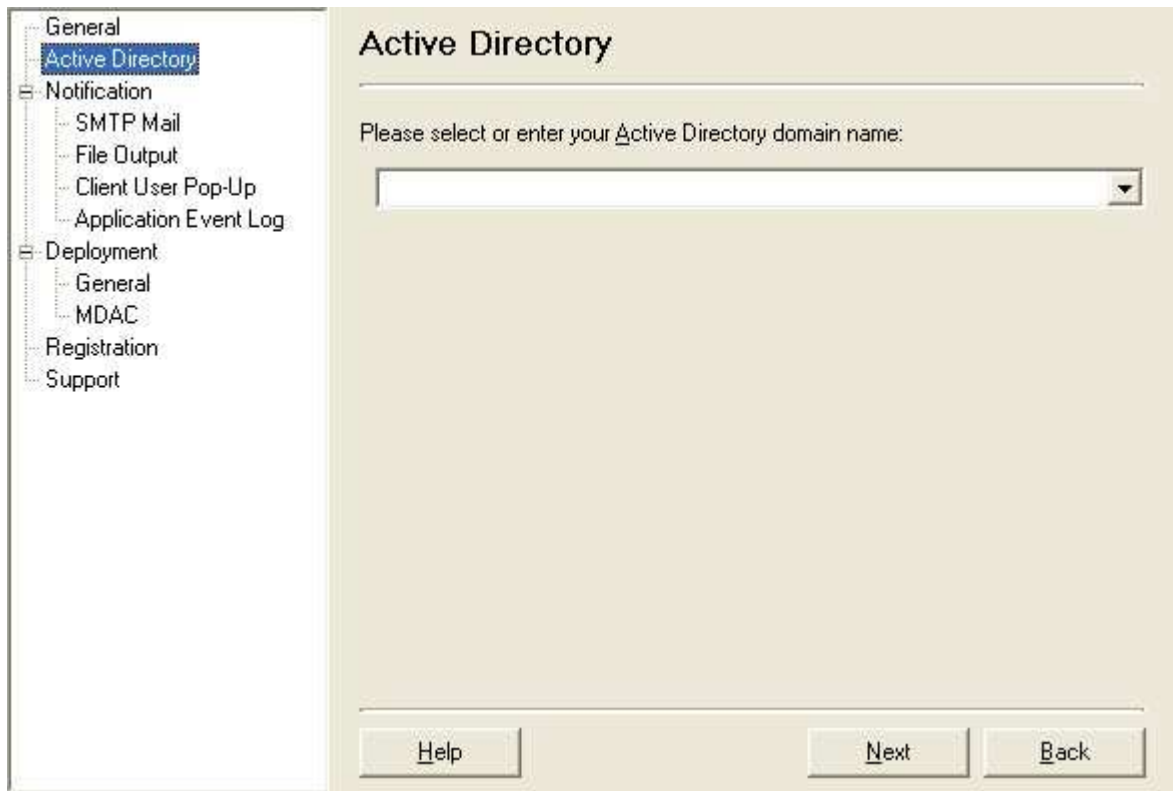 General
Active Directory
Notification
SMTP Mail
File Output
Client User Pop-Up
Application Event Log
Deployment
General
MDAC
Registration
Support
Active Directory
Please select or enter your Active Directory domain name:
Help
Next
Back